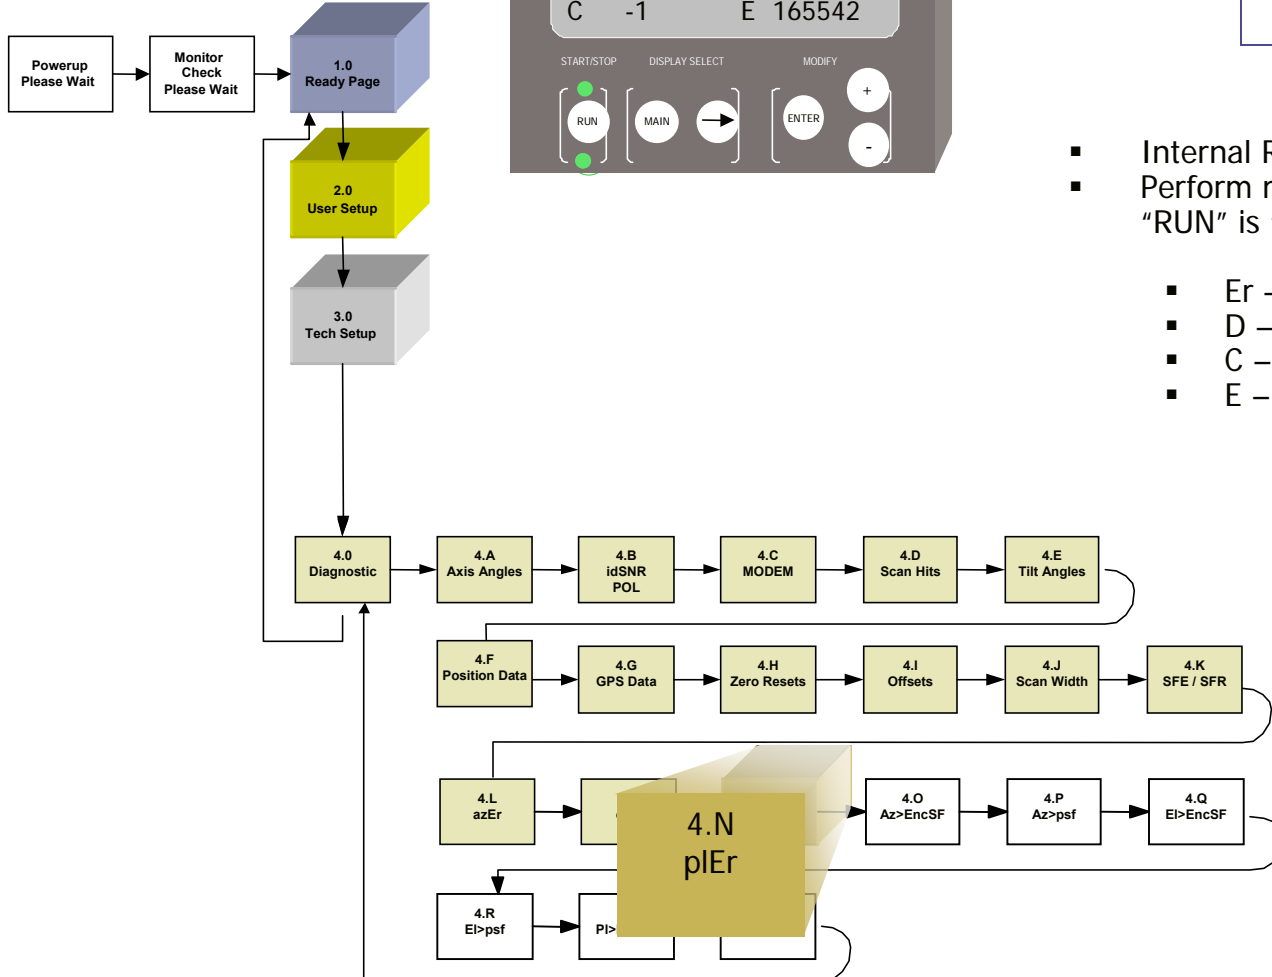 C -1 E 165542
START/STOP DISPLAY SELECT MODIFY
RUN MAIN ENTER + -
Powerup
Please Wait
Monitor
Check
Please Wait
1.0
Ready Page
2.0
User Setup
3.0
Tech Setup
▪ Internal
▪ Perform
“RUN” is
▪ Er –
▪ D –
▪ C –
▪ E –
4.0
Diagnostic
4.A
Axis Angles
4.B
idSNR
POL
4.C
MODEM
4.D
Scan Hits
4.E
Tilt Angles
4.F
Position Data
4.G
GPS Data
4.H
Zero Resets
4.I
Offsets
4.J
Scan Width
4.K
SFE / SFR
4.L
azEr
4.N
plEr
4.O
Az>EncSF
4.P
Az>psf
4.Q
El>EncSF
4.R
El>psf
Pl>